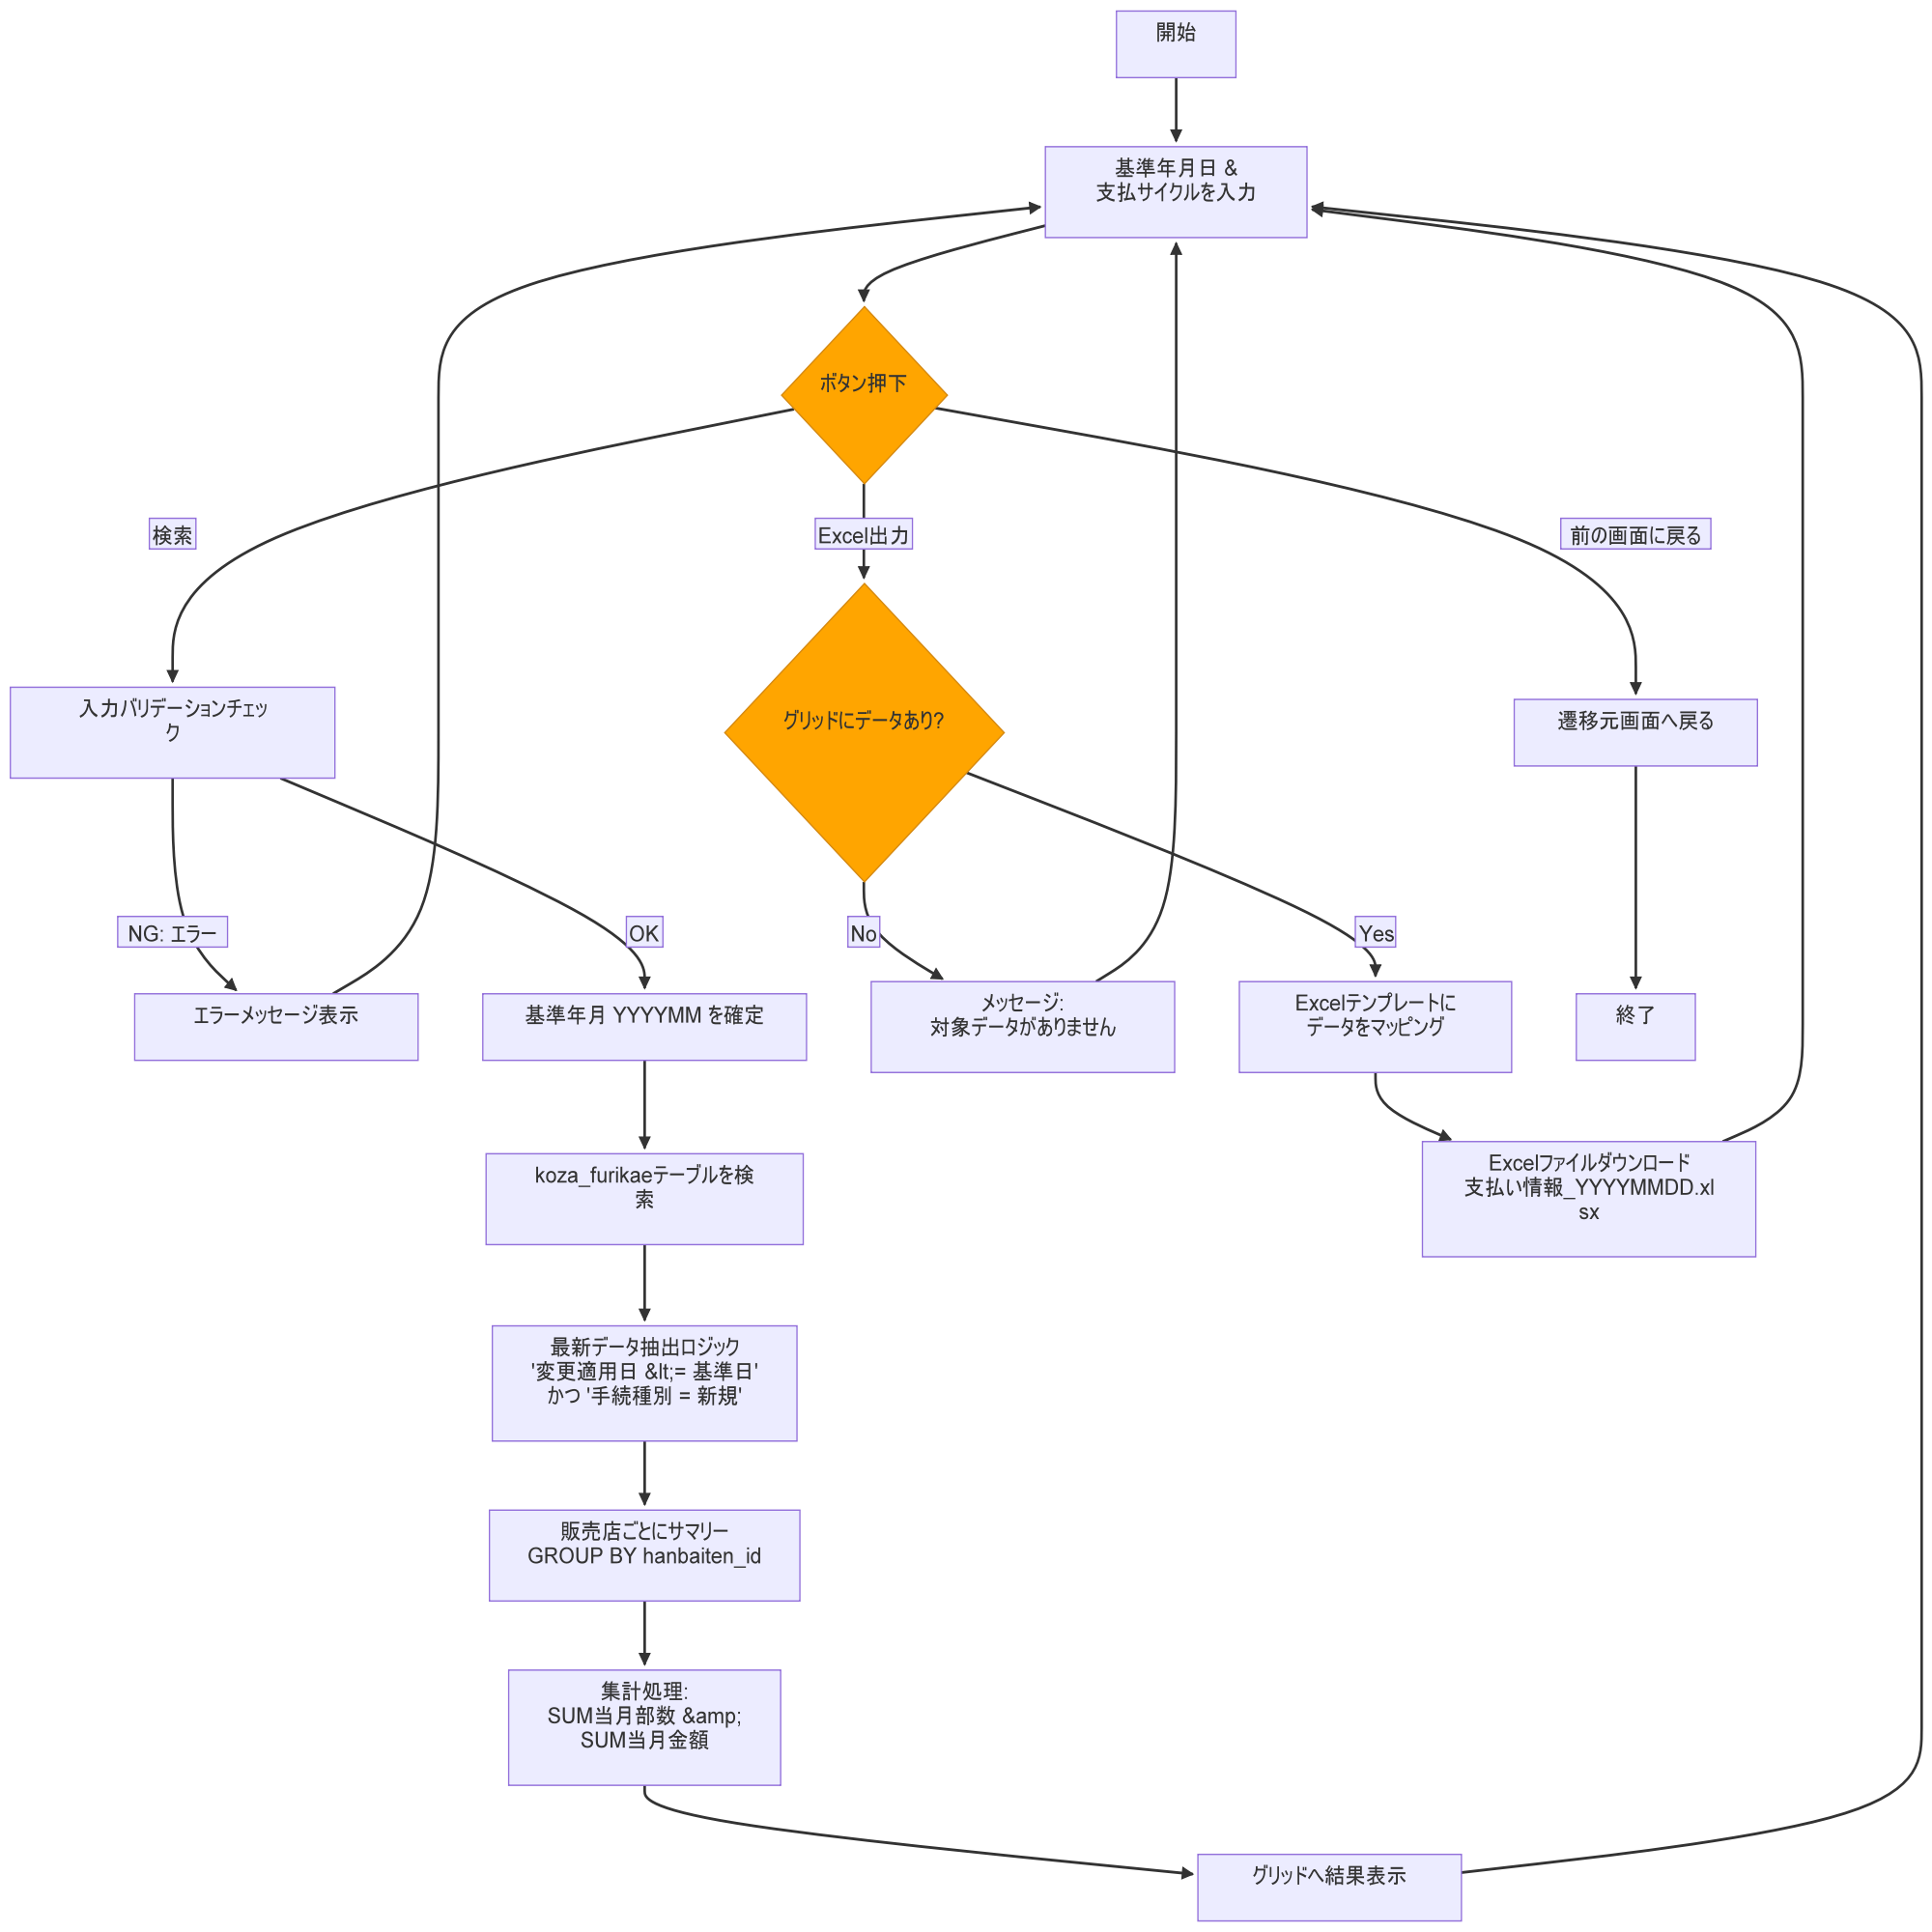 開始
基準年月日 &
支払サイクルを入力
ボタン押下
検索
Excel出力
前の画面に戻る
入力バリデーションチェッ
ク
グリッドにデータあり?
遷移元画面へ戻る
NG: エラー
OK
No
Yes
エラーメッセージ表示
基準年月 YYYYMM を確定
メッセージ:
対象データがありません
Excelテンプレートに
データをマッピング
終了
koza_furikaeテーブルを検
索
Excelファイルダウンロード
支払い情報_YYYYMMDD.xl
sx
最新データ抽出ロジック
'変更適用日 &lt;= 基準日'
かつ '手続種別 = 新規'
販売店ごとにサマリー
GROUP BY hanbaiten_id
集計処理:
SUM当月部数 &amp;
SUM当月金額
グリッドへ結果表示